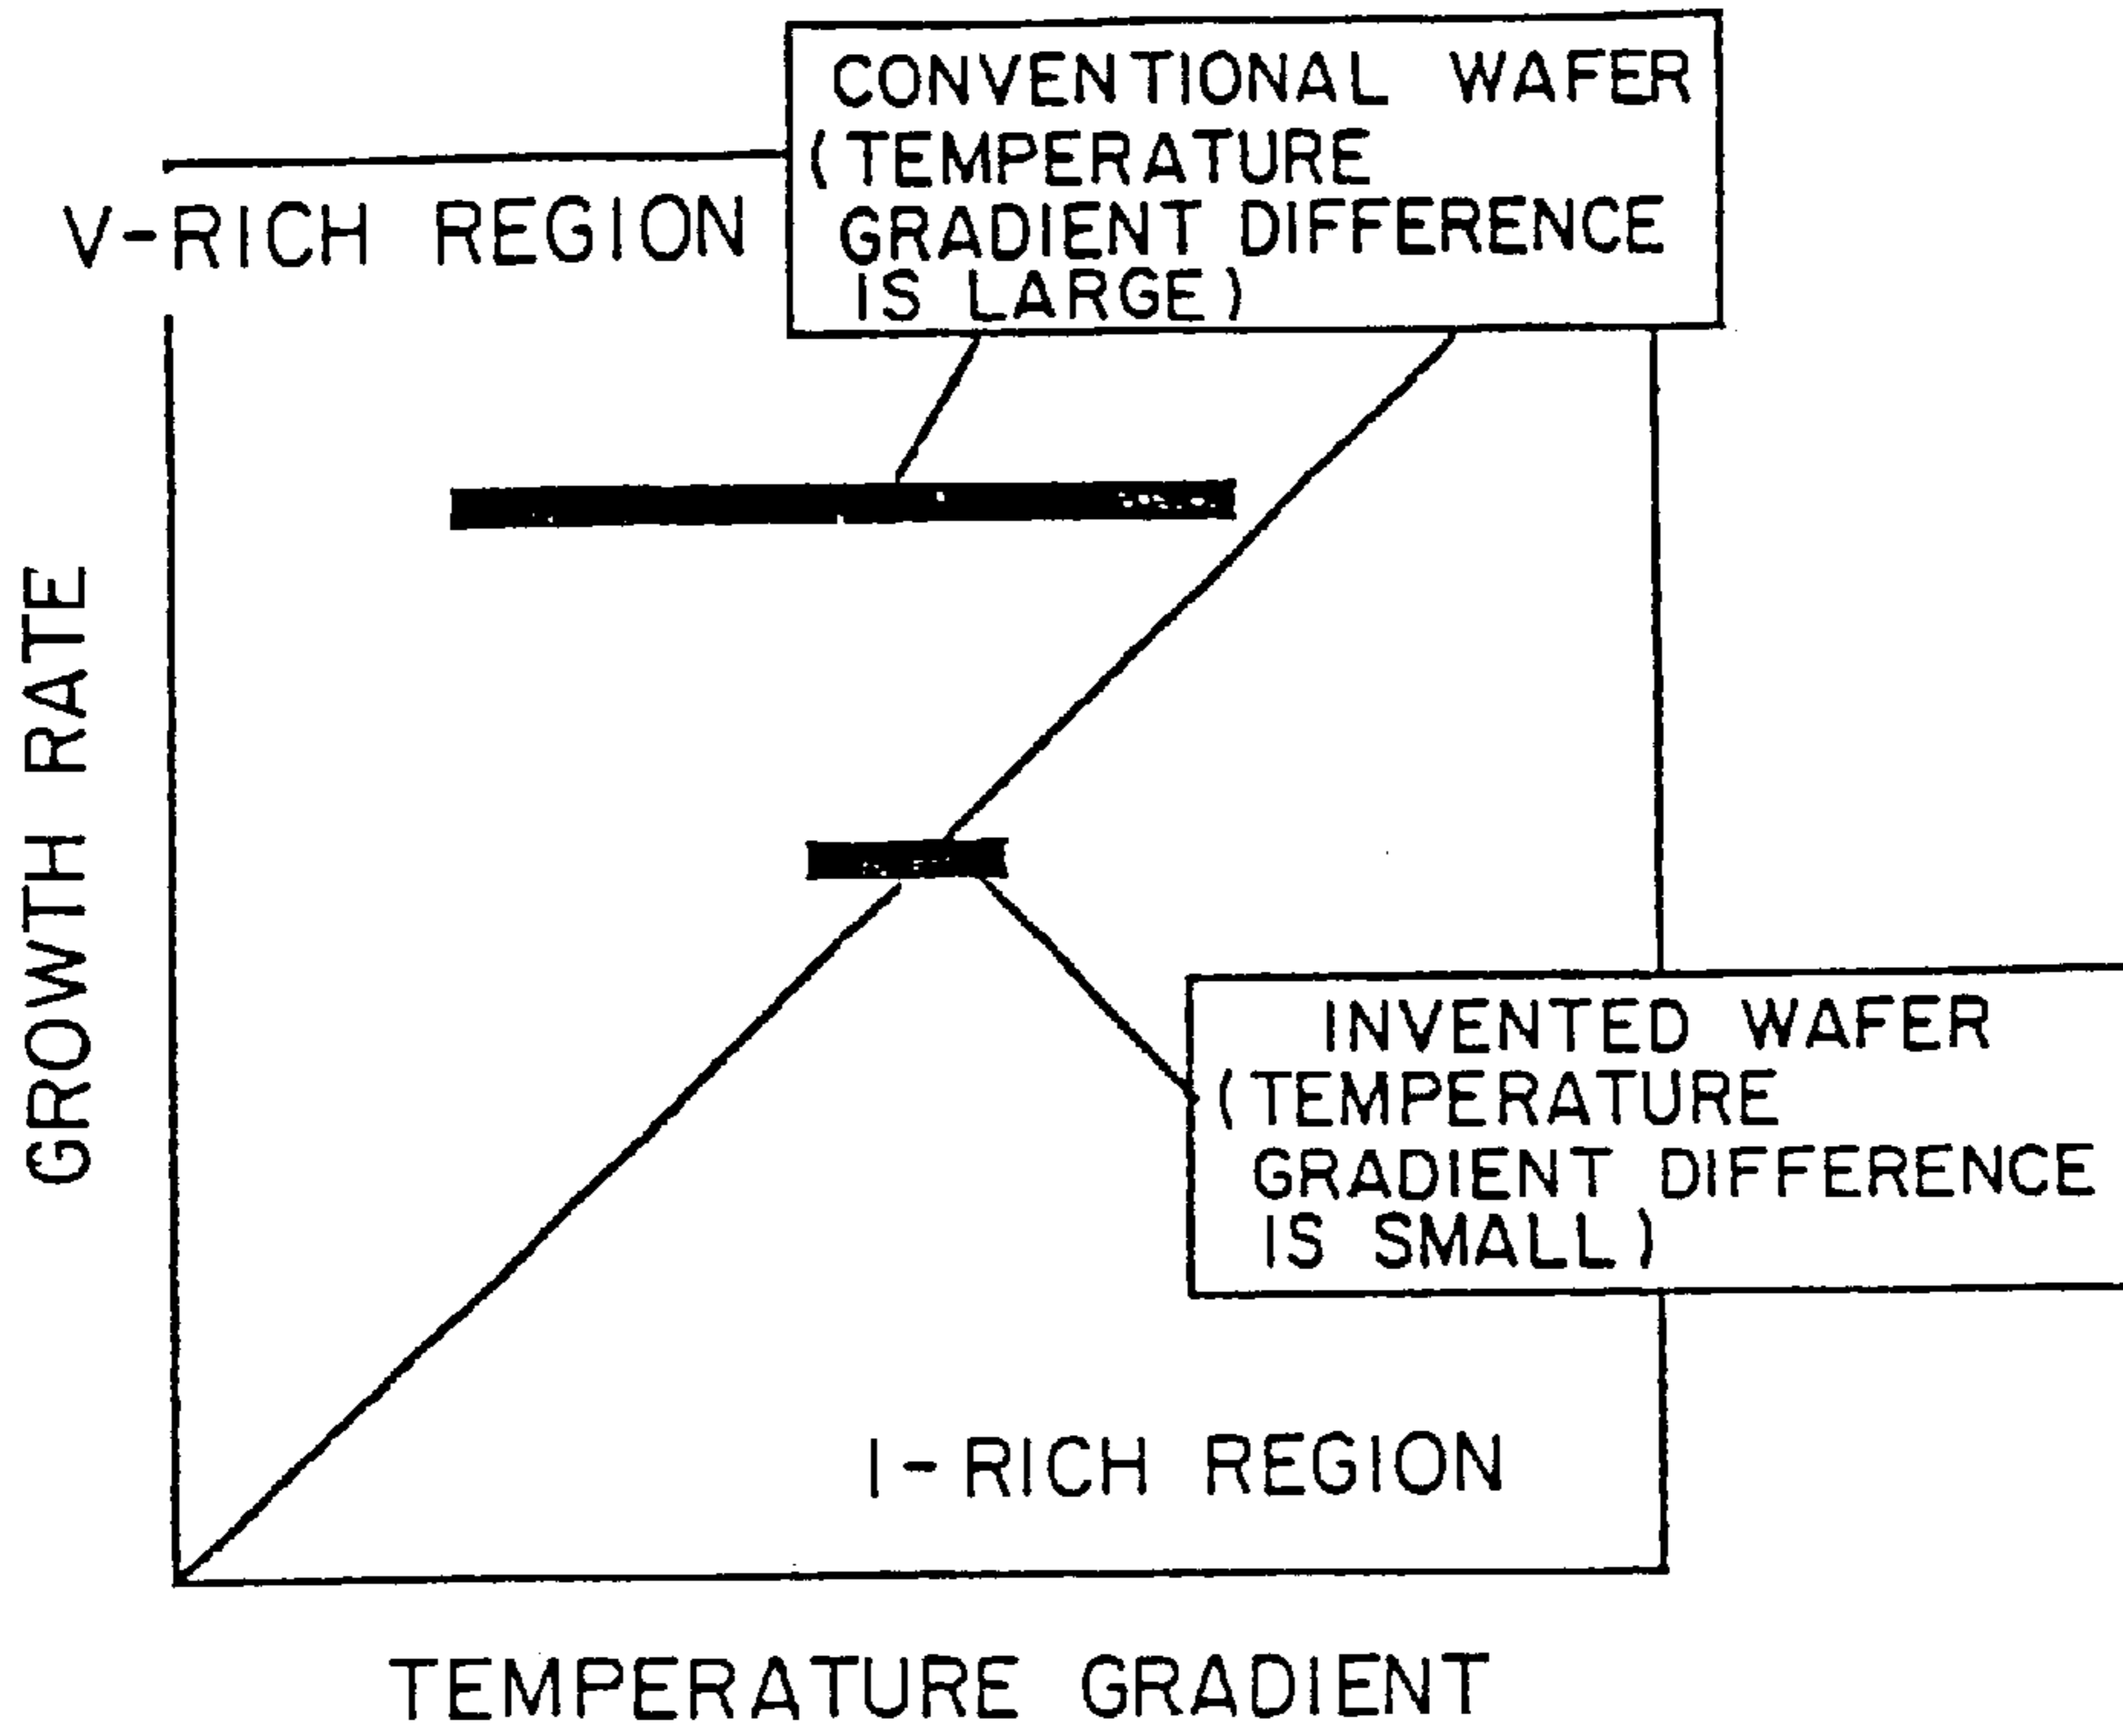 CONVENTIONAL WAFER
(TEMPERATURE
GRADIENT DIFFERENCE
IS LARGE)
V-RICH REGION
GROWTH RATE
INVENTED WAFER
(TEMPERATURE
GRADIENT DIFFERENCE
IS SMALL)
I-RICH REGION
TEMPERATURE GRADIENT